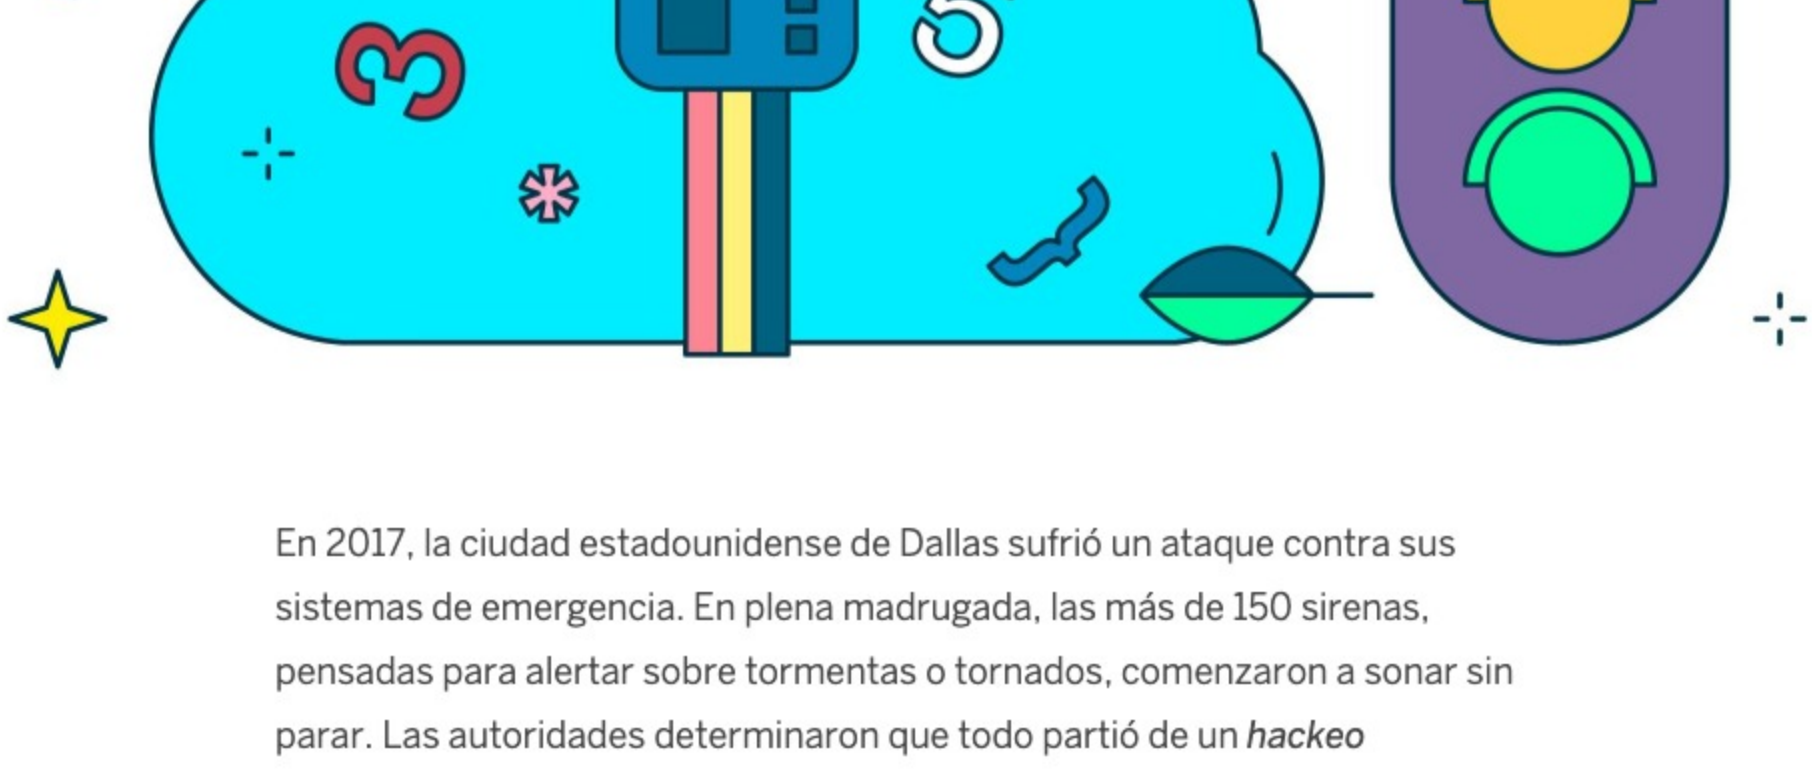 3
5
*
}
En 2017, la ciudad estadounidense de Dallas sufrió un ataque contra sus
sistemas de emergencia. En plena madrugada, las más de 150 sirenas,
pensadas para alertar sobre tormentas o tornados, comenzaron a sonar sin
parar. Las autoridades determinaron que todo partió de un hackeo